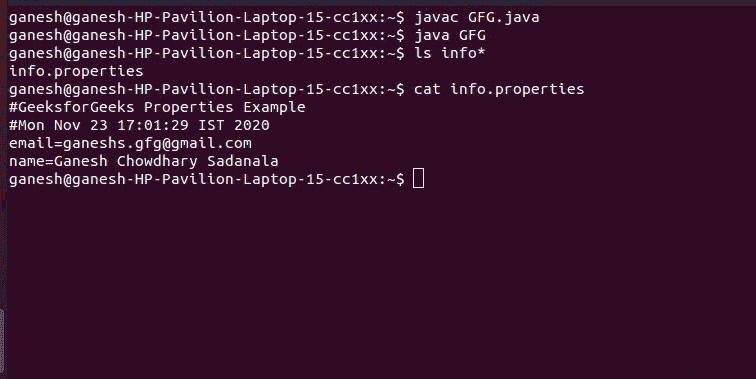 ganesh@ganesh-HP-Pavilion-Laptop-15-cc1xx:~$ javac GFG.java
ganesh@ganesh-HP-Pavilion-Laptop-15-cc1xx:~$ java GFG
ganesh@ganesh-HP-Pavilion-Laptop-15-cc1xx:~$ ls info*
info.properties
ganesh@ganesh-HP-Pavilion-Laptop-15-cc1xx:~$ cat info.properties
#GeeksforGeeks Properties Example
#Mon Nov 23 17:01:29 IST 2020
email=ganeshs.gfg@gmail.com
name=Ganesh Chowdhary Sadanala
ganesh@ganesh-HP-Pavilion-Laptop-15-cc1xx:~$